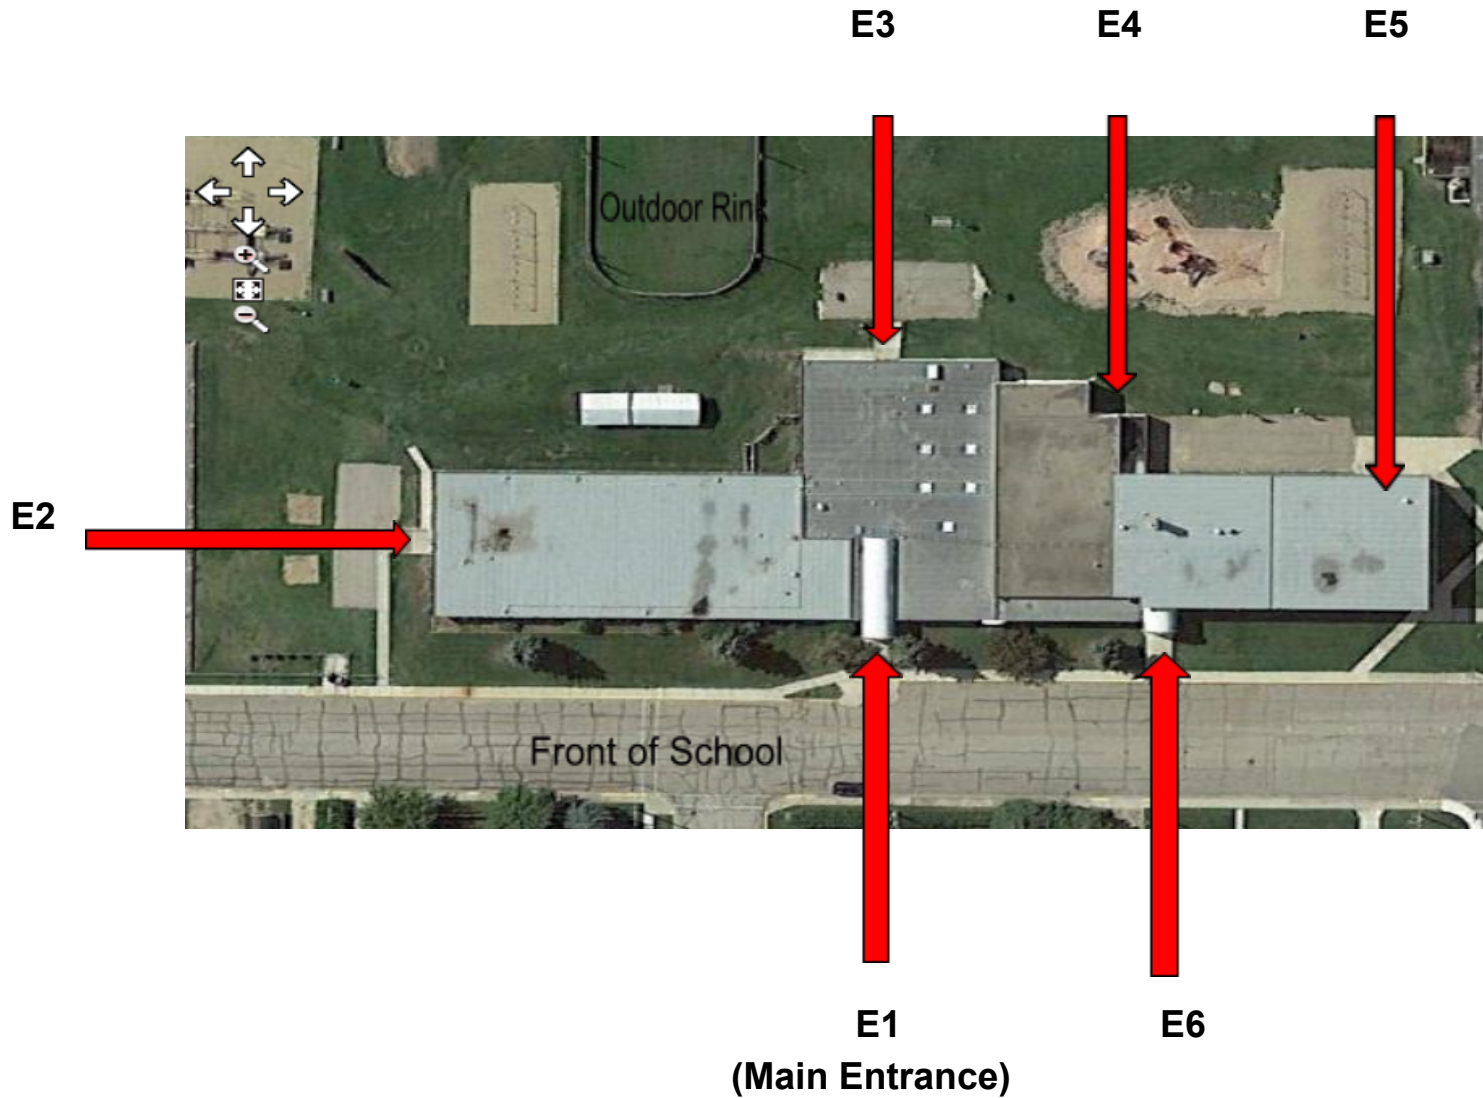 E3 E4 E5
Outdoor Rink
E2
Front of School
E1 E6
(Main Entrance)